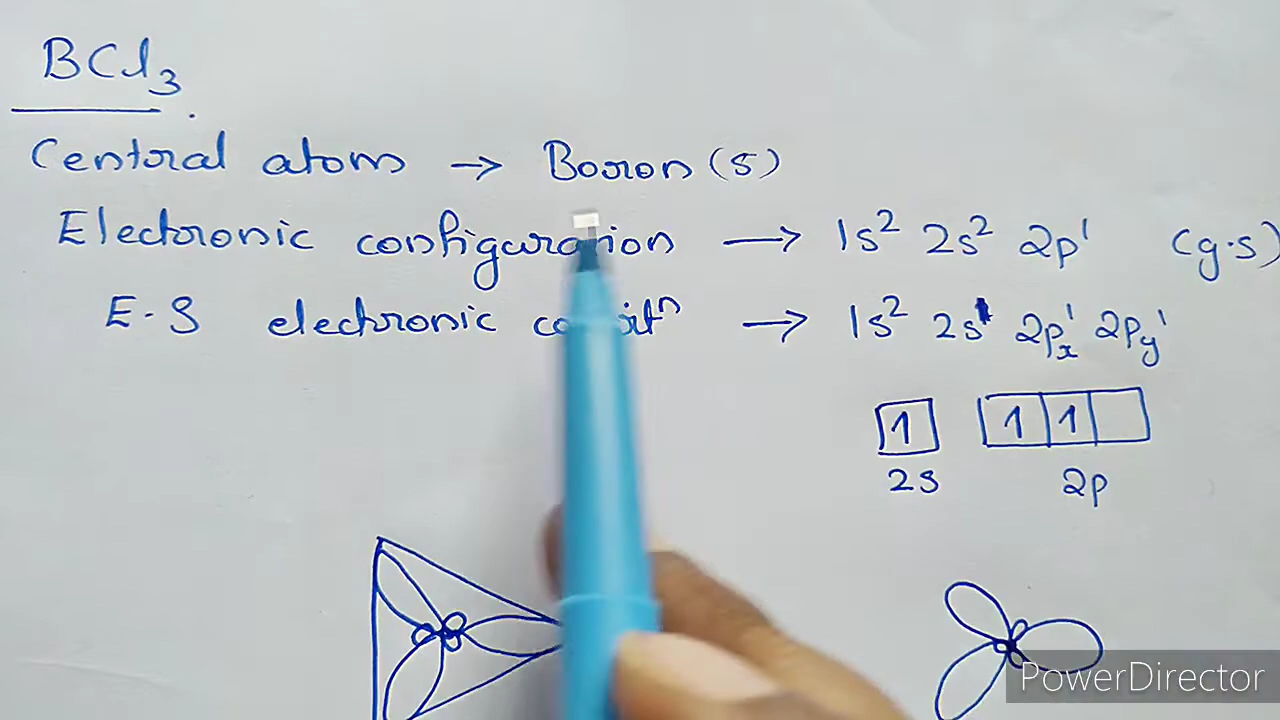 BCl₃
Central atom → Boron (5)
Electronic configuration → 1s² 2s² 2p¹ (g.s)
E.S electronic → 1s² 2s¹ 2pₓ¹ 2p_y¹
1 1 1
2s 2p
PowerDirector